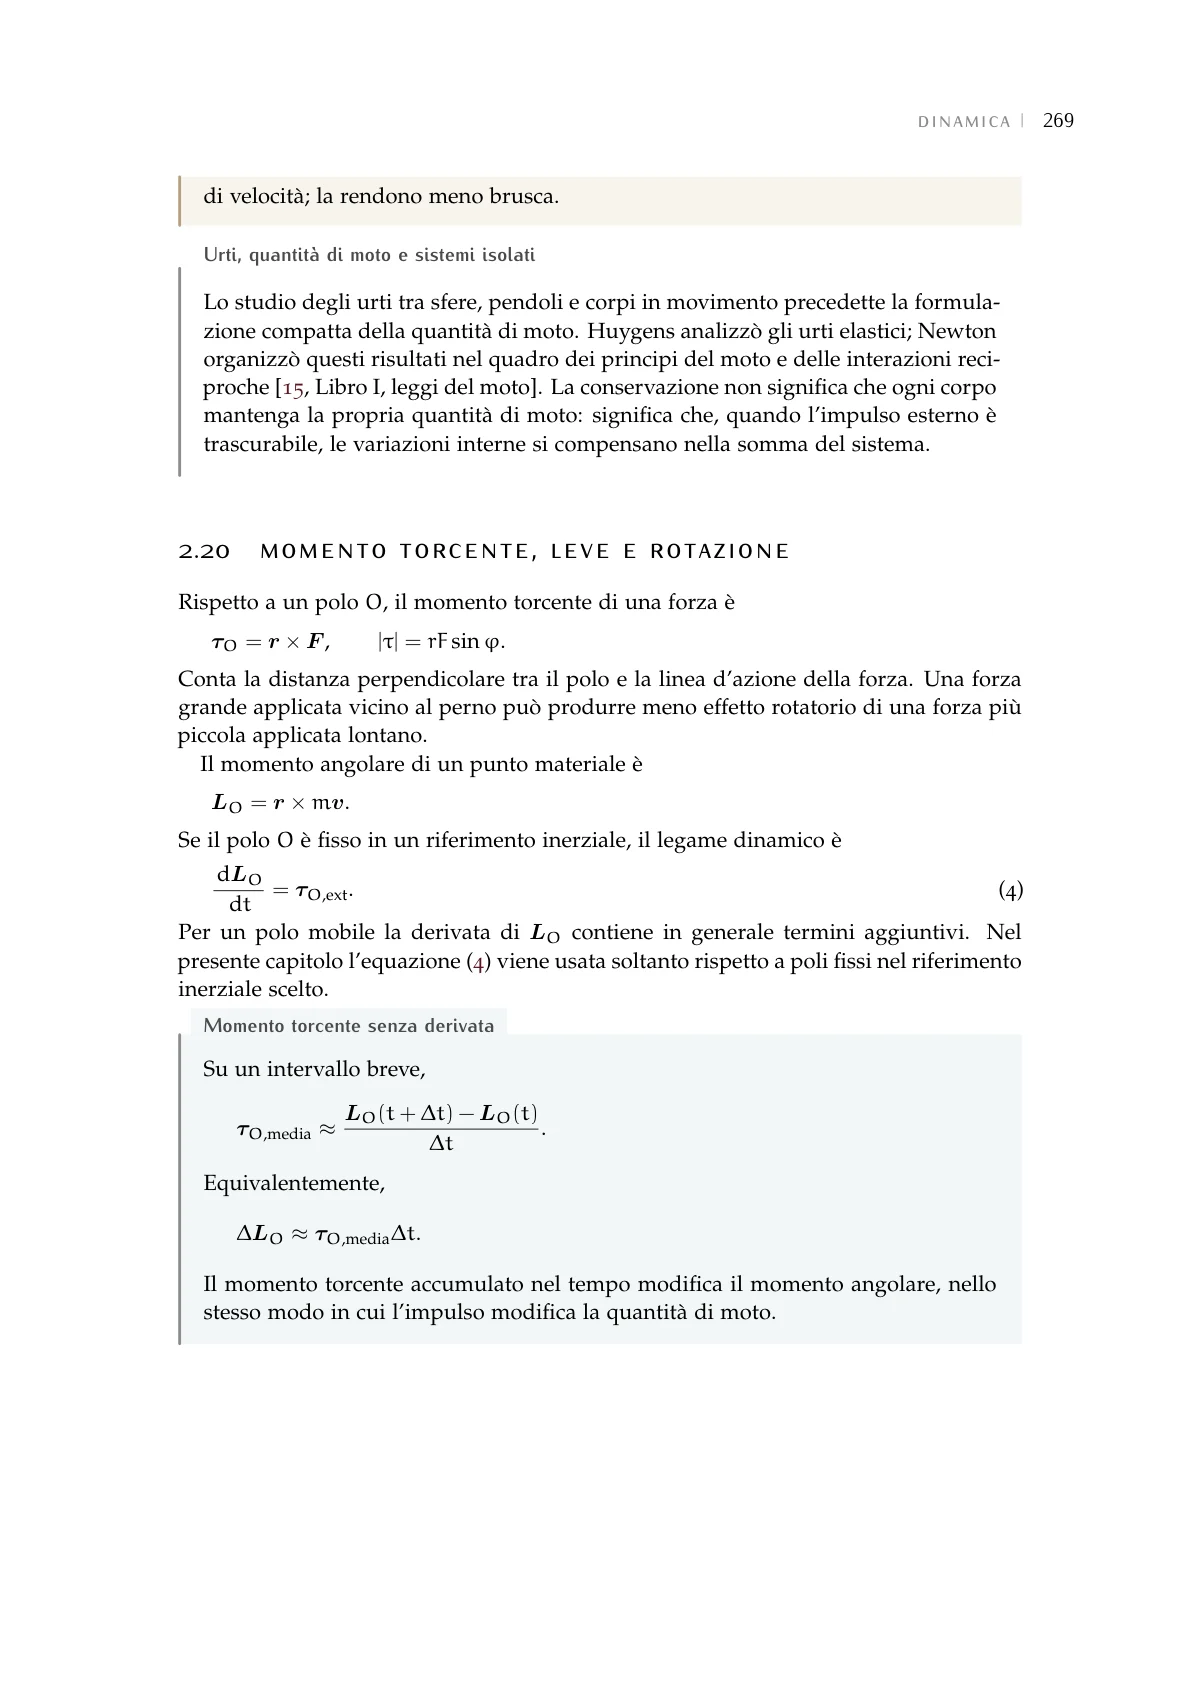 DINAMICA | 269
di velocità; la rendono meno brusca.
Urti, quantità di moto e sistemi isolati
Lo studio degli urti tra sfere, pendoli e corpi in movimento precedette la formula-
zione compatta della quantità di moto. Huygens analizzò gli urti elastici; Newton
organizzò questi risultati nel quadro dei principi del moto e delle interazioni reci-
proche [15, Libro I, leggi del moto]. La conservazione non significa che ogni corpo
mantenga la propria quantità di moto: significa che, quando l'impulso esterno è
trascurabile, le variazioni interne si compensano nella somma del sistema.
2.20 MOMENTO TORCENTE, LEVE E ROTAZIONE
Rispetto a un polo O, il momento torcente di una forza è
τ_O = r × F, |τ| = rF sin φ.
Conta la distanza perpendicolare tra il polo e la linea d'azione della forza. Una forza
grande applicata vicino al perno può produrre meno effetto rotatorio di una forza più
piccola applicata lontano.
Il momento angolare di un punto materiale è
L_O = r × mv.
Se il polo O è fisso in un riferimento inerziale, il legame dinamico è
dL_O/dt = τ_O,ext. (4)
Per un polo mobile la derivata di L_O contiene in generale termini aggiuntivi. Nel
presente capitolo l'equazione (4) viene usata soltanto rispetto a poli fissi nel riferimento
inerziale scelto.
Momento torcente senza derivata
Su un intervallo breve,
τ_O,media ≈ (L_O(t + Δt) − L_O(t))/Δt.
Equivalentemente,
ΔL_O ≈ τ_O,media Δt.
Il momento torcente accumulato nel tempo modifica il momento angolare, nello
stesso modo in cui l'impulso modifica la quantità di moto.